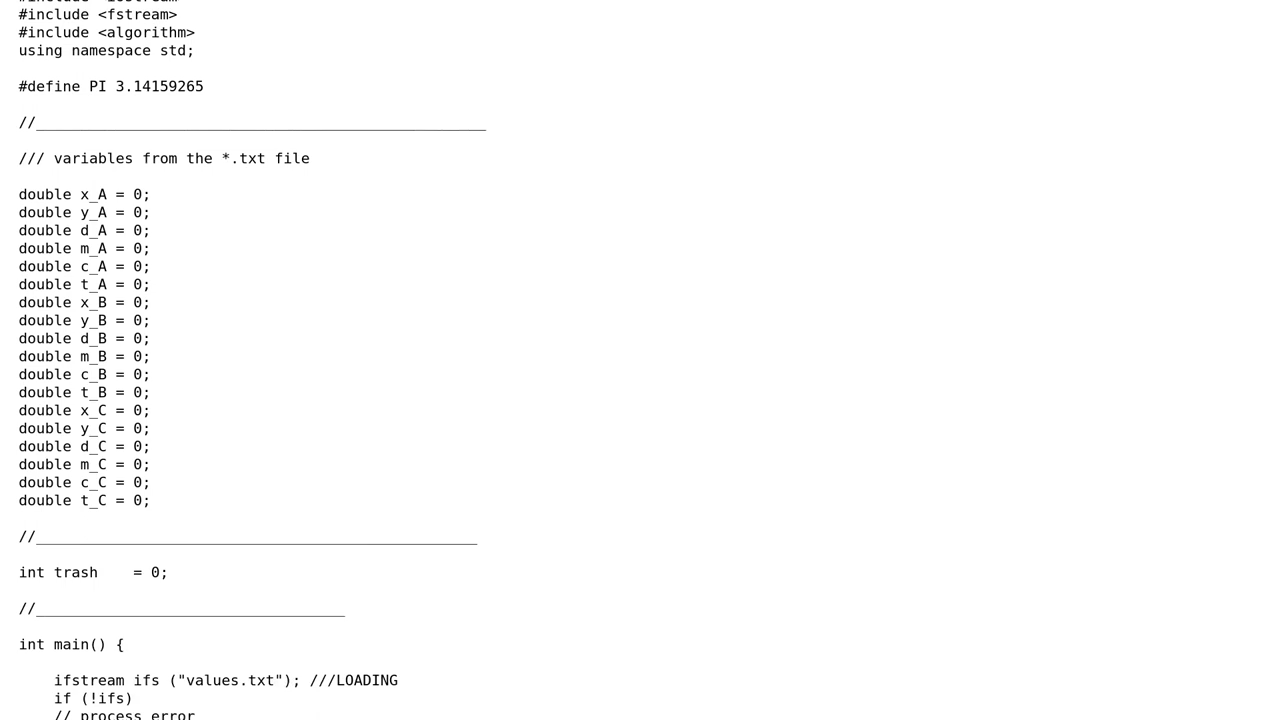 #include <fstream>
#include <algorithm>
using namespace std;
#define PI 3.14159265
//___________________________________________________
/// variables from the *.txt file
double x_A = 0;
double y_A = 0;
double d_A = 0;
double m_A = 0;
double c_A = 0;
double t_A = 0;
double x_B = 0;
double y_B = 0;
double d_B = 0;
double m_B = 0;
double c_B = 0;
double t_B = 0;
double x_C = 0;
double y_C = 0;
double d_C = 0;
double m_C = 0;
double c_C = 0;
double t_C = 0;
//__________________________________________________
int trash    = 0;
//___________________________________
int main() {
    ifstream ifs ("values.txt"); ///LOADING
    if (!ifs)
    // process error